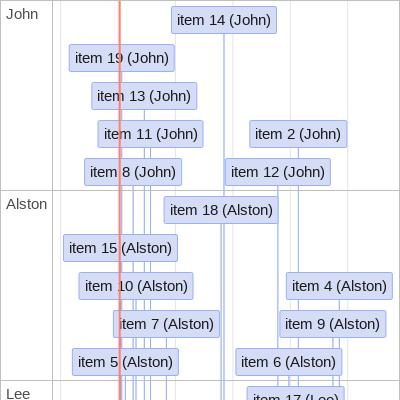 John
item 14 (John)
item 19 (John)
item 13 (John)
item 11 (John)
item 2 (John)
item 8 (John)
item 12 (John)
Alston
item 18 (Alston)
item 15 (Alston)
item 10 (Alston)
item 4 (Alston)
item 7 (Alston)
item 9 (Alston)
item 5 (Alston)
item 6 (Alston)
Lee
item 17 (Lee)